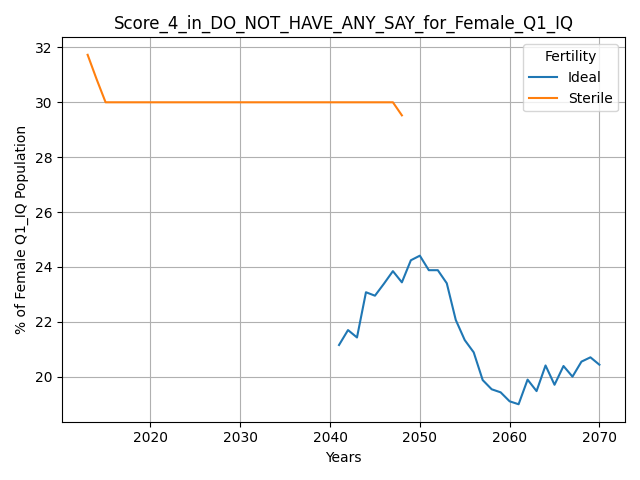 Score_4_in_DO_NOT_HAVE_ANY_SAY_for_Female_Q1_IQ
Fertility
Ideal
Sterile
% of Female Q1_IQ Population
32
30
28
26
24
22
20
2020 2030 2040 2050 2060 2070
Years